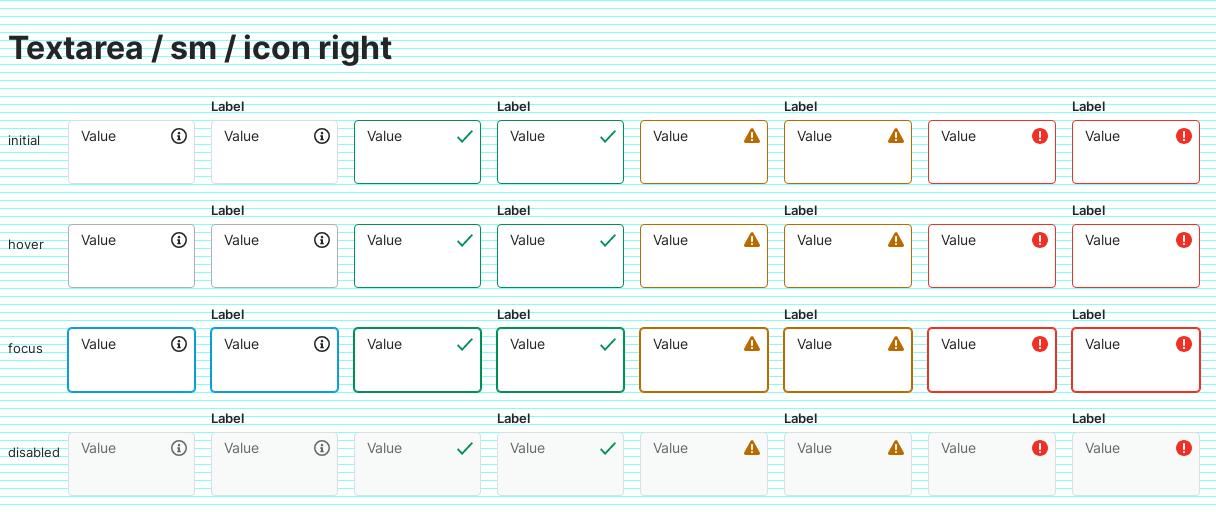 Textarea / sm / icon right
Label Label Label Label
initial Value Value Value Value Value Value Value Value
Label Label Label Label
hover Value Value Value Value Value Value Value Value
Label Label Label Label
focus Value Value Value Value Value Value Value Value
Label Label Label Label
disabled Value Value Value Value Value Value Value Value